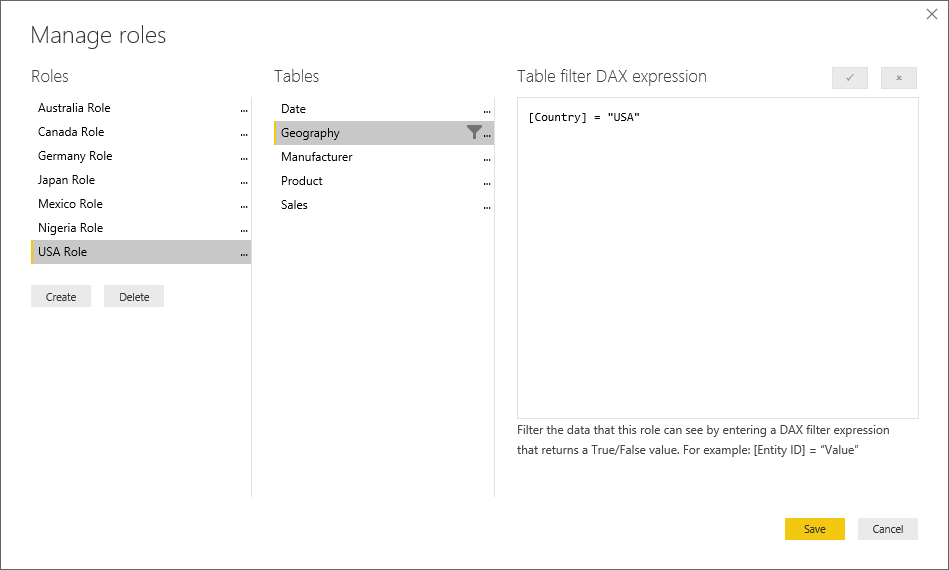 Manage roles
Roles
Australia Role ...
Canada Role ...
Germany Role ...
Japan Role ...
Mexico Role ...
Nigeria Role ...
USA Role ...
Create Delete
Tables
Date ...
Geography ...
Manufacturer ...
Product ...
Sales ...
Table filter DAX expression
[Country] = "USA"
Filter the data that this role can see by entering a DAX filter expression
that returns a True/False value. For example: [Entity ID] = “Value”
Save Cancel